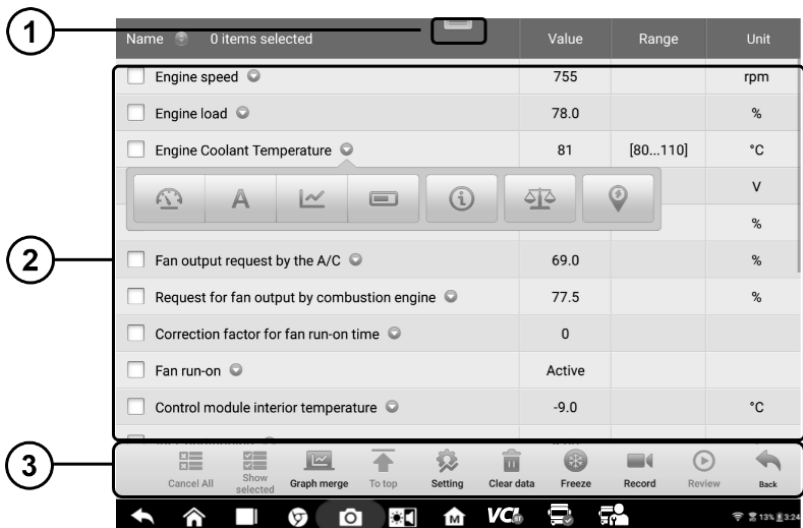 1
Name 0 items selected Value Range Unit
Engine speed 755 rpm
Engine load 78.0 %
Engine Coolant Temperature 81 [80...110] °C
A V
%
2
Fan output request by the A/C 69.0 %
Request for fan output by combustion engine 77.5 %
Correction factor for fan run-on time 0
Fan run-on Active
Control module interior temperature -9.0 °C
3
Cancel All Show selected Graph merge To top Setting Clear data Freeze Record Review Back
M VCI 13% 3:24